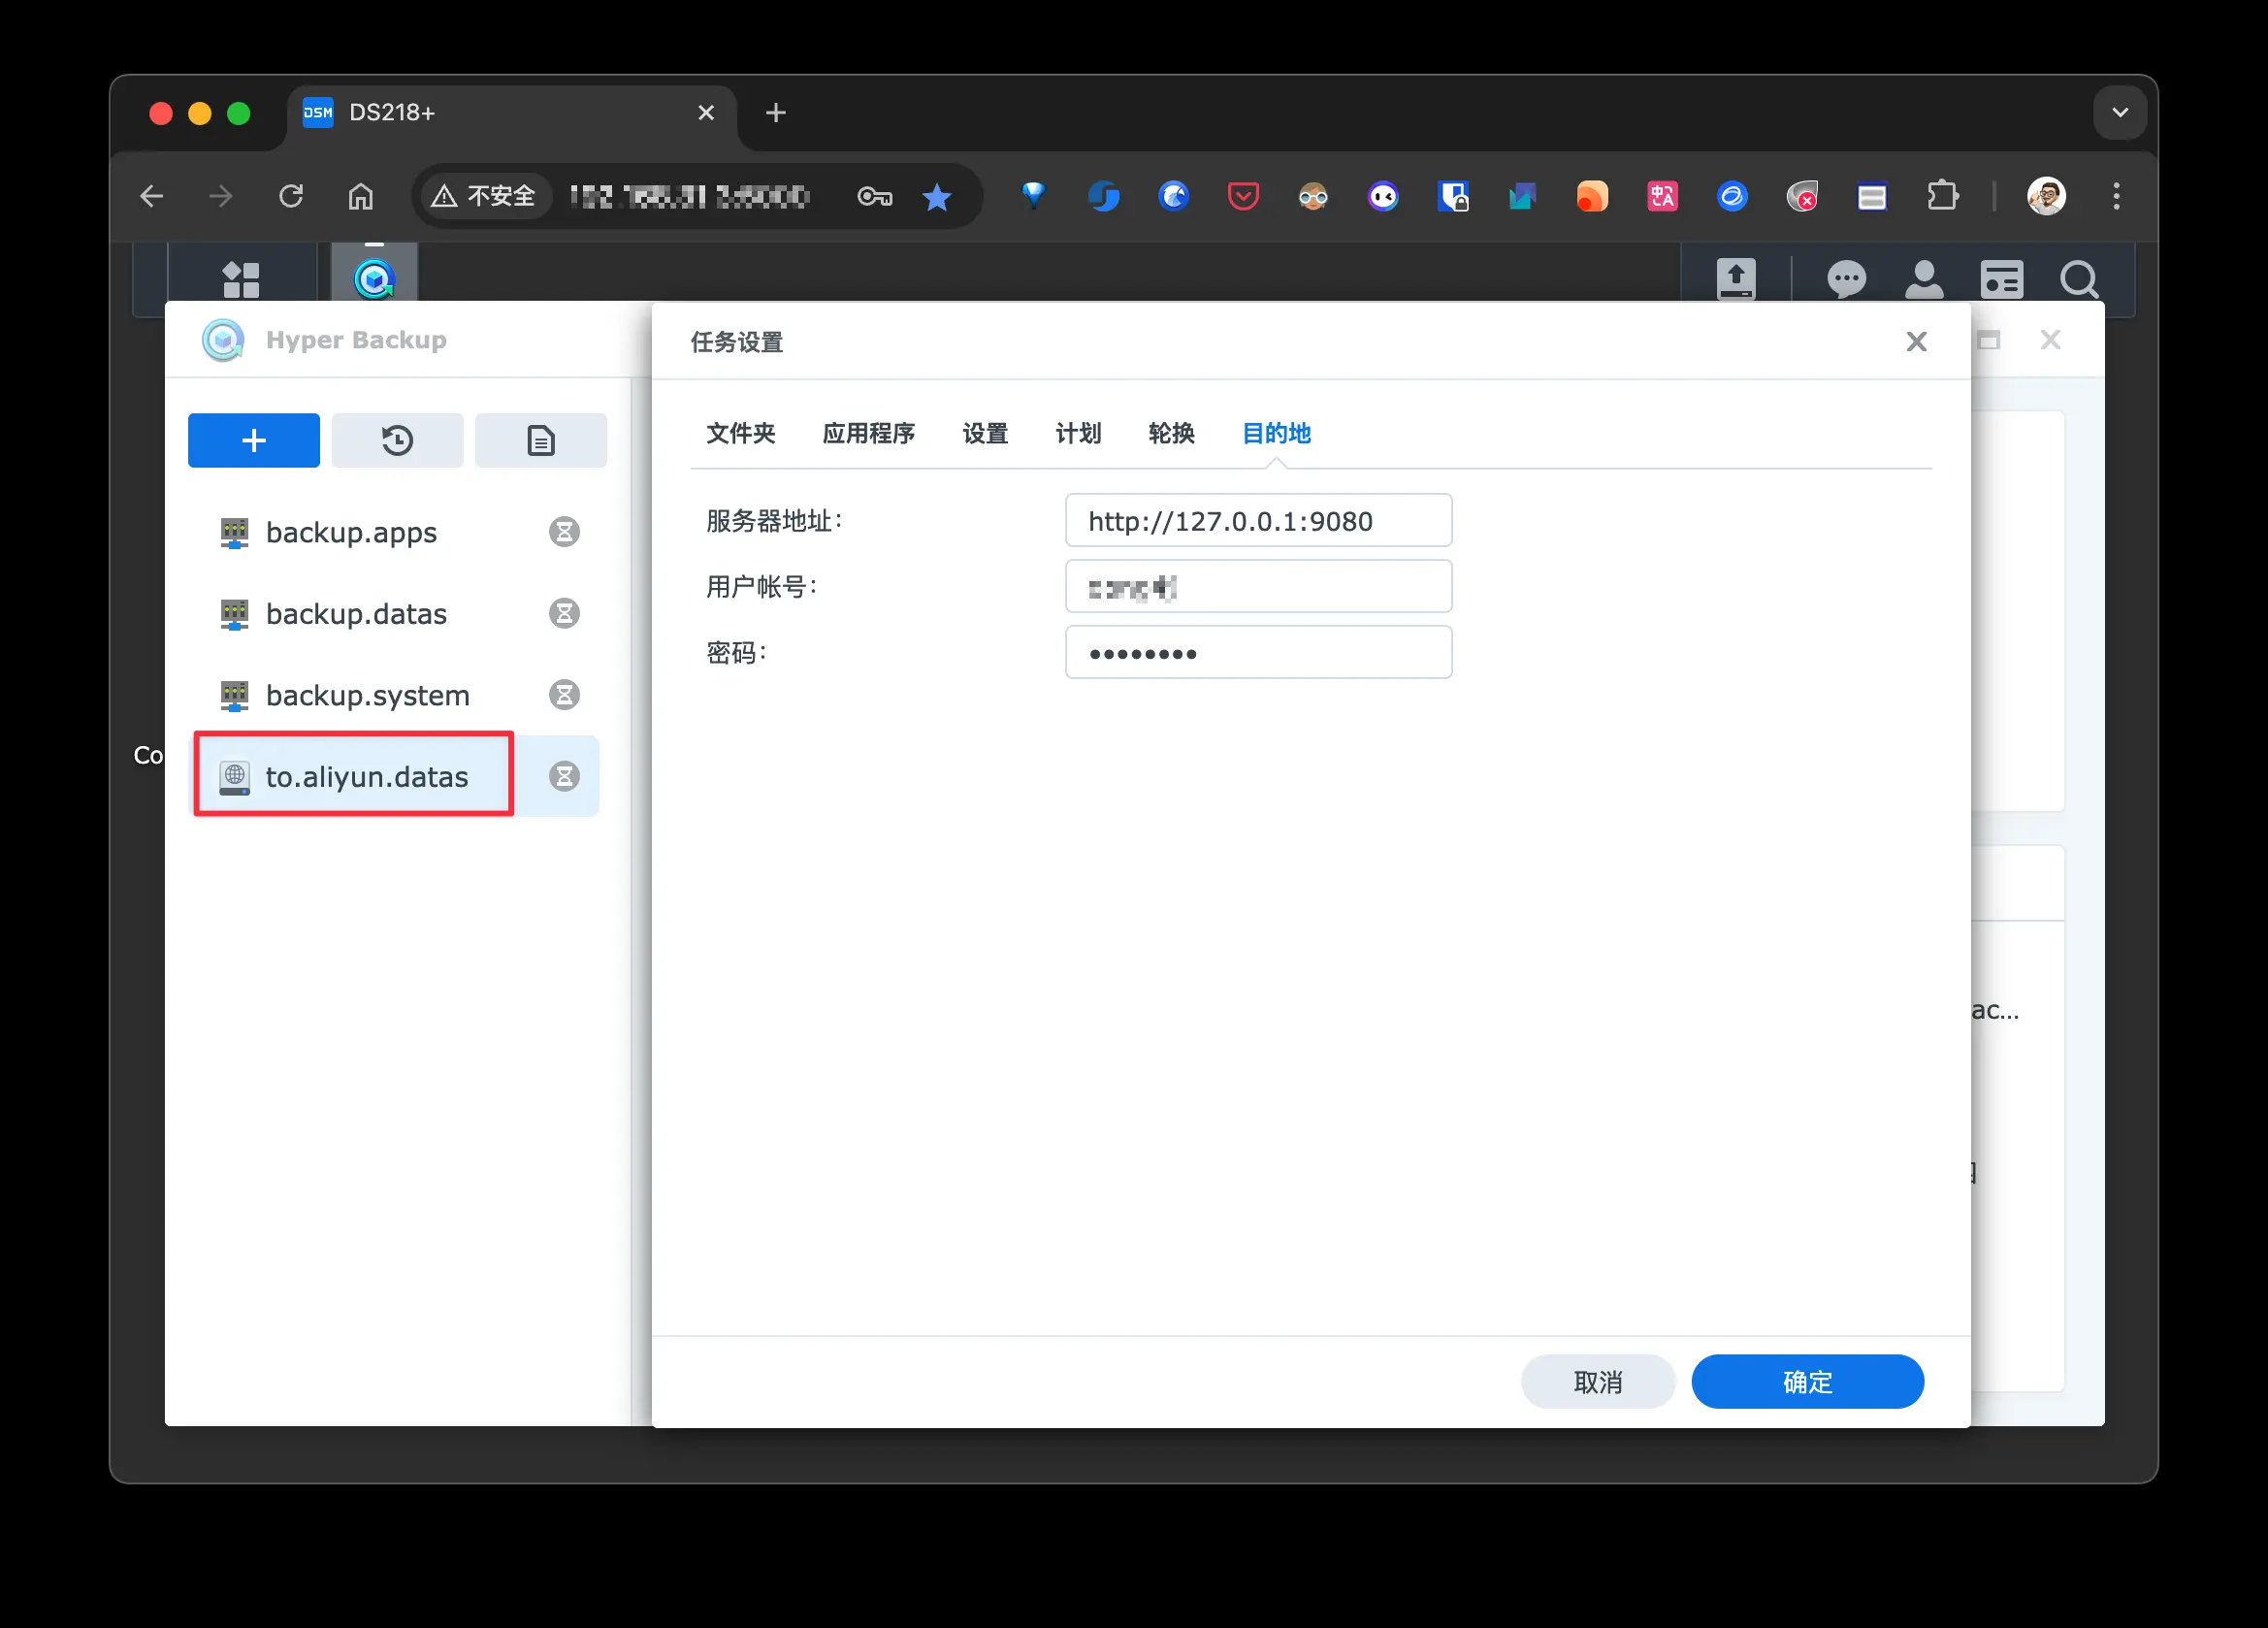 DSM DS218+
不安全
Hyper Backup
任务设置
文件夹 应用程序 设置 计划 轮换 目的地
服务器地址: http://127.0.0.1:9080
用户帐号:
密码: ••••••••
backup.apps
backup.datas
backup.system
to.aliyun.datas
Co
ac...
取消 确定